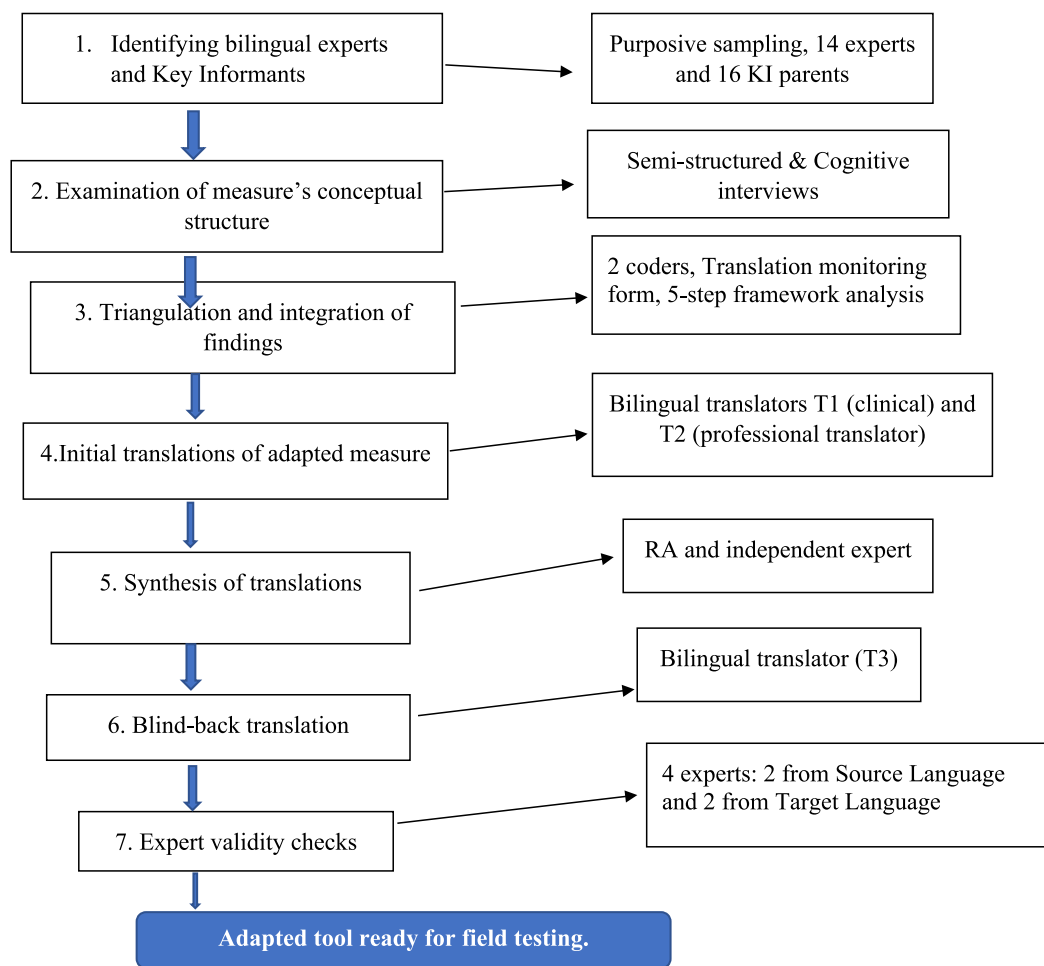 1. Identifying bilingual experts
and Key Informants
Purposive sampling, 14 experts
and 16 KI parents
2. Examination of measure’s conceptual
structure
Semi-structured & Cognitive
interviews
3. Triangulation and integration of
findings
2 coders, Translation monitoring
form, 5-step framework analysis
4.Initial translations of adapted measure
Bilingual translators T1 (clinical) and
T2 (professional translator)
5. Synthesis of translations
RA and independent expert
6. Blind-back translation
Bilingual translator (T3)
7. Expert validity checks
4 experts: 2 from Source Language
and 2 from Target Language
Adapted tool ready for field testing.